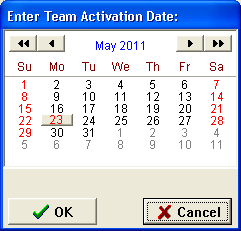 Enter Team Activation Date:
May 2011
Su Mo Tu We Th Fr Sa
1 2 3 4 5 6 7
8 9 10 11 12 13 14
15 16 17 18 19 20 21
22 23 24 25 26 27 28
29 30 31 1 2 3 4
5 6 7 8 9 10 11
OK Cancel